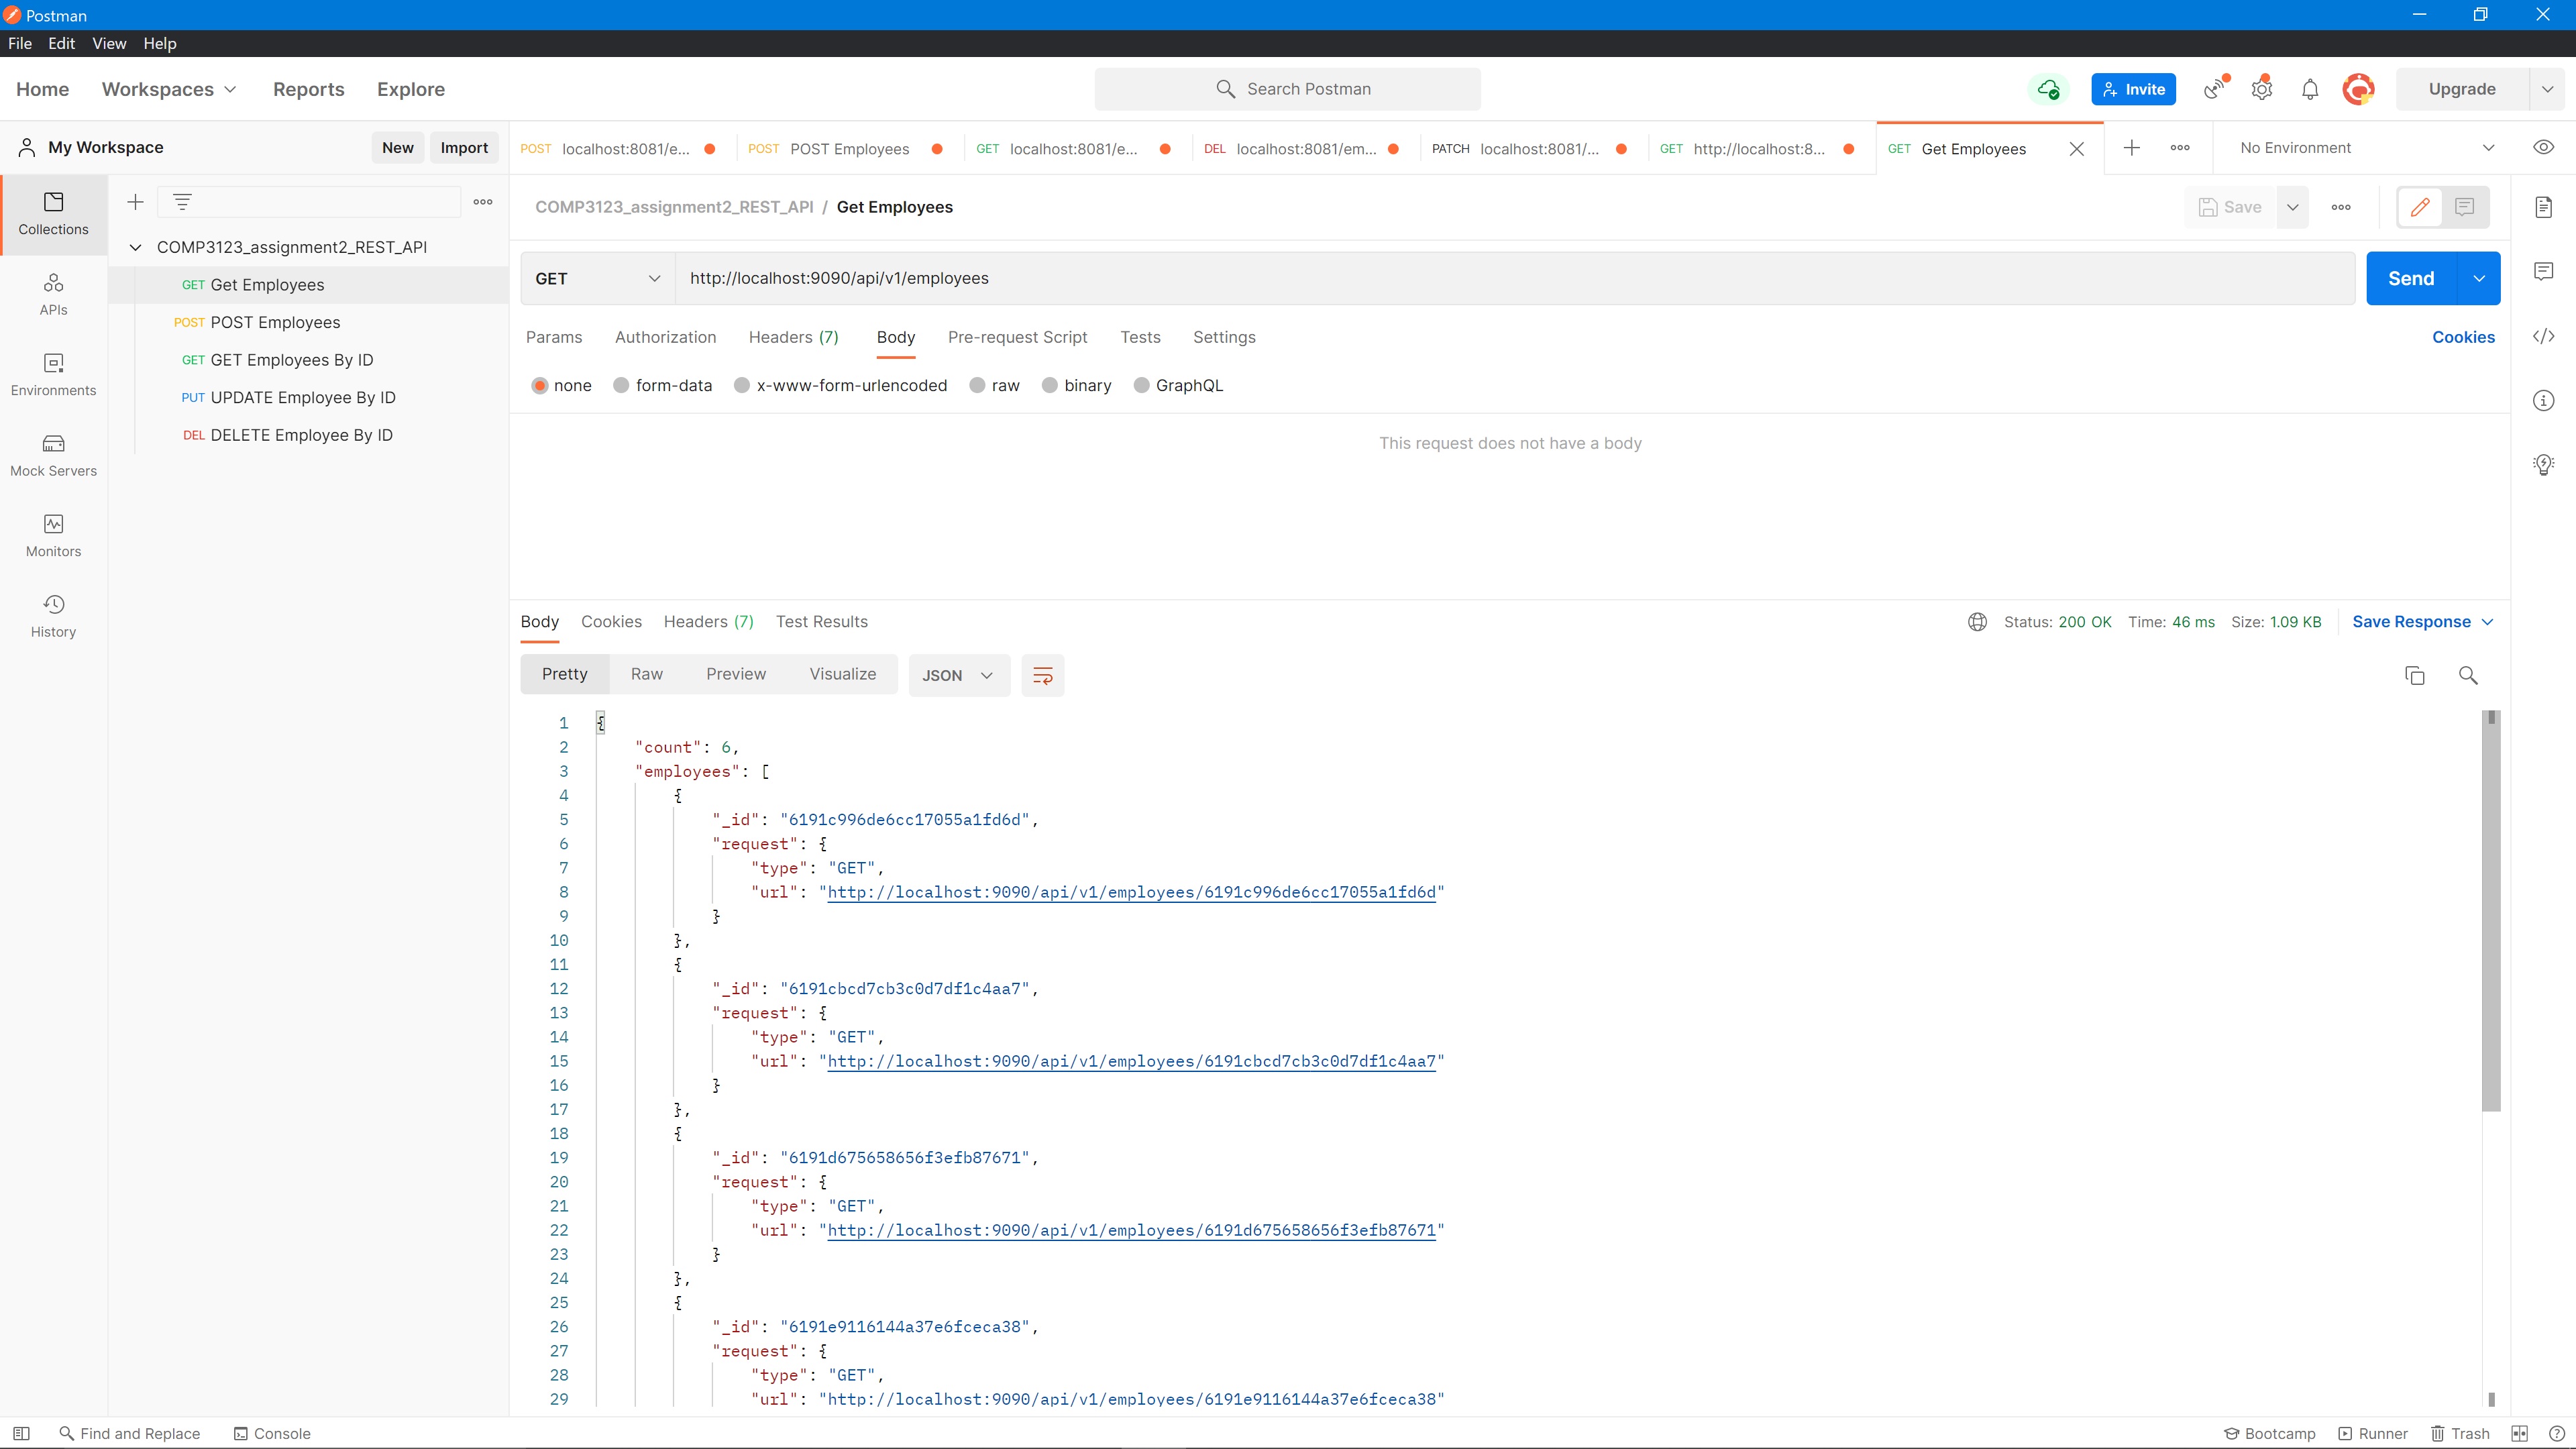 Postman
File Edit View Help
Home Workspaces Reports Explore Search Postman Invite Upgrade
My Workspace New Import
POST localhost:8081/e... POST POST Employees GET localhost:8081/e... DEL localhost:8081/em... PATCH localhost:8081/... GET http://localhost:8... GET Get Employees No Environment
Collections
APIs
Environments
Mock Servers
Monitors
History
COMP3123_assignment2_REST_API
GET Get Employees
POST POST Employees
GET GET Employees By ID
PUT UPDATE Employee By ID
DEL DELETE Employee By ID
COMP3123_assignment2_REST_API / Get Employees Save
GET http://localhost:9090/api/v1/employees Send
Params Authorization Headers (7) Body Pre-request Script Tests Settings Cookies
none form-data x-www-form-urlencoded raw binary GraphQL
This request does not have a body
Body Cookies Headers (7) Test Results Status: 200 OK Time: 46 ms Size: 1.09 KB Save Response
Pretty Raw Preview Visualize JSON
1 {
2 "count": 6,
3 "employees": [
4 {
5 "_id": "6191c996de6cc17055a1fd6d",
6 "request": {
7 "type": "GET",
8 "url": "http://localhost:9090/api/v1/employees/6191c996de6cc17055a1fd6d"
9 }
10 },
11 {
12 "_id": "6191cbcd7cb3c0d7df1c4aa7",
13 "request": {
14 "type": "GET",
15 "url": "http://localhost:9090/api/v1/employees/6191cbcd7cb3c0d7df1c4aa7"
16 }
17 },
18 {
19 "_id": "6191d675658656f3efb87671",
20 "request": {
21 "type": "GET",
22 "url": "http://localhost:9090/api/v1/employees/6191d675658656f3efb87671"
23 }
24 },
25 {
26 "_id": "6191e9116144a37e6fceca38",
27 "request": {
28 "type": "GET",
29 "url": "http://localhost:9090/api/v1/employees/6191e9116144a37e6fceca38"
Find and Replace Console Bootcamp Runner Trash